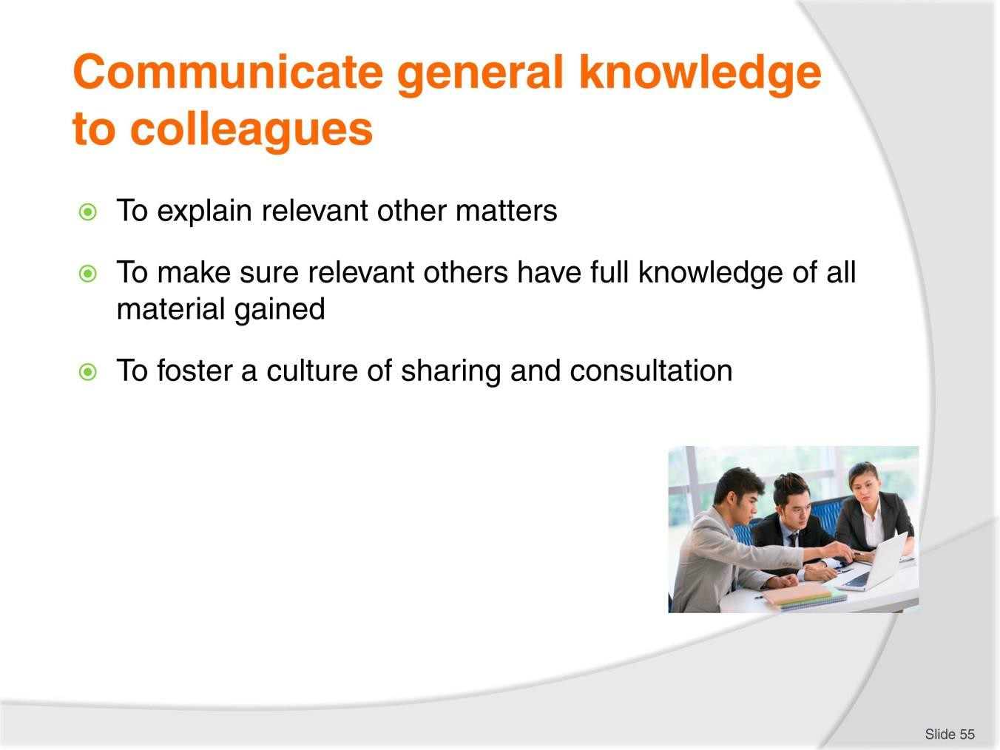 Communicate general knowledge
to colleagues
To explain relevant other matters
To make sure relevant others have full knowledge of all
material gained
To foster a culture of sharing and consultation
Slide 55